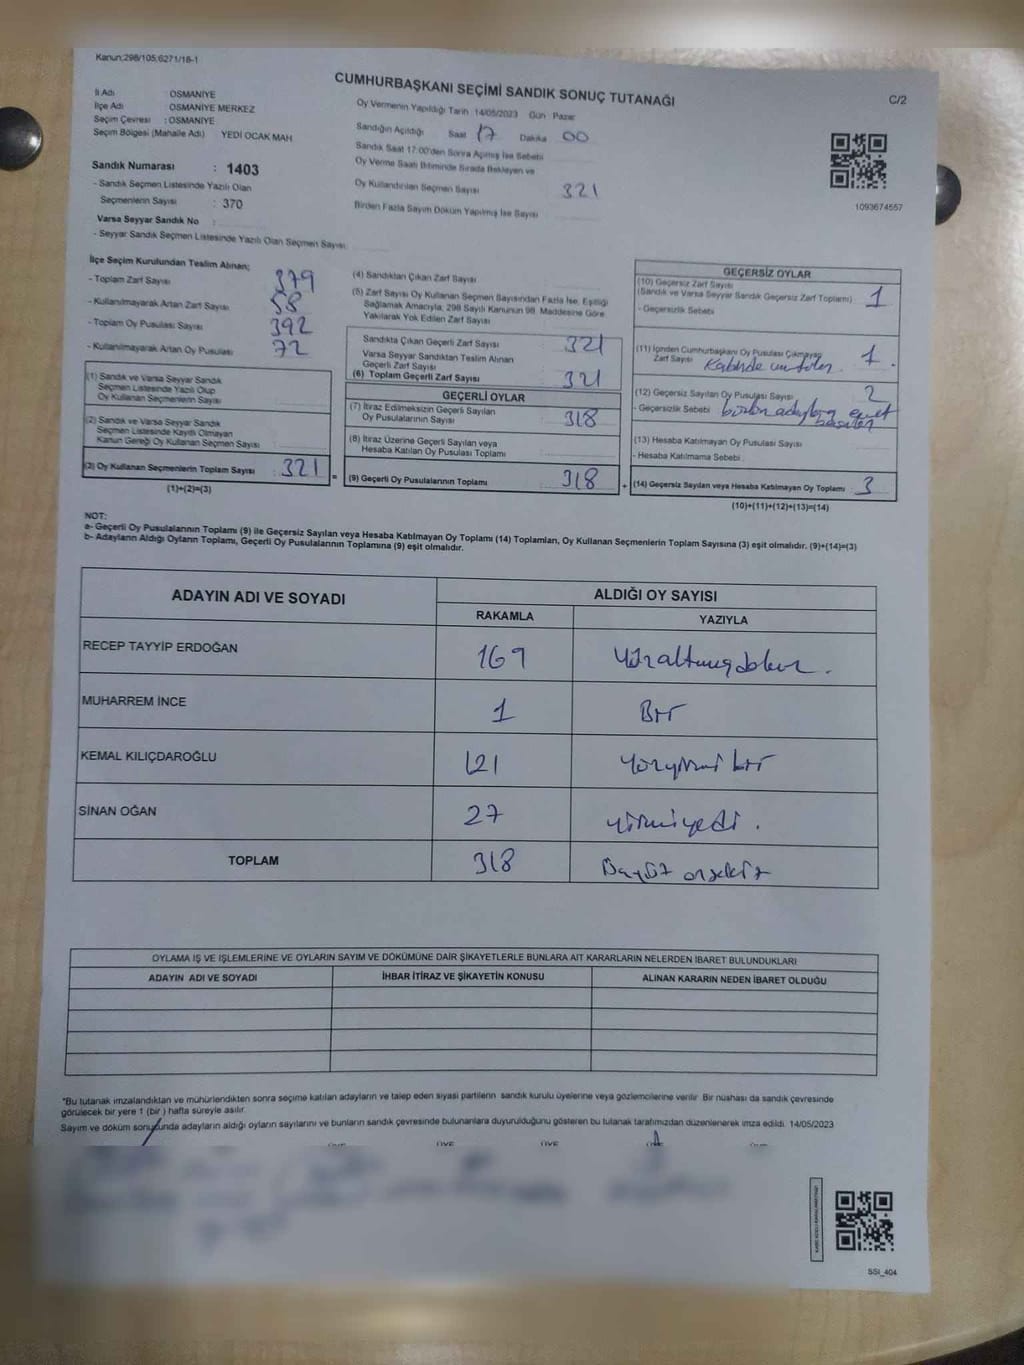 Kanun:298/105;6271/18-1
CUMHURBAŞKANI SEÇİMİ SANDIK SONUÇ TUTANAĞI
C/2
İl Adı : OSMANİYE
İlçe Adı OSMANİYE MERKEZ
Seçim Çevresi : OSMANİYE
Seçim Bölgesi (Mahalle Adı) YEDİ OCAK MAH
Sandık Numarası : 1403
- Sandık Seçmen Listesinde Yazılı Olan
Seçmenlerin Sayısı : 370
Varsa Seyyar Sandık No :
- Seyyar Sandık Seçmen Listesinde Yazılı Olan Seçmen Sayısı:
Oy Vermenin Yapıldığı Tarih 14/05/2023 Gün Pazar
Sandığın Açıldığı Saat 17 Dakika 00
Sandık Saat 17:00'den Sonra Açılmış İse Sebebi
Oy Verme Saati Bitiminde Sırada Bekleyen ve
Oy Kullandırılan Seçmen Sayısı 321
Birden Fazla Sayım Döküm Yapılmış İse Sayısı
1093674557
İlçe Seçim Kurulundan Teslim Alınan;
- Toplam Zarf Sayısı 379
- Kullanılmayarak Artan Zarf Sayısı 58
- Toplam Oy Pusulası Sayısı 392
- Kullanılmayarak Artan Oy Pusulası 72
(1) Sandık ve Varsa Seyyar Sandık
Seçmen Listesinde Yazılı Olup
Oy Kullanan Seçmenlerin Sayısı
(2) Sandık ve Varsa Seyyar Sandık
Seçmen Listesinde Kayıtlı Olmayan
Kanun Gereği Oy Kullanan Seçmen Sayısı
(3) Oy Kullanan Seçmenlerin Toplam Sayısı : 321 =
(1)+(2)=(3)
(4) Sandıktan Çıkan Zarf Sayısı
(5) Zarf Sayısı Oy Kullanan Seçmen Sayısından Fazla İse, Eşitliği
Sağlamak Amacıyla, 298 Sayılı Kanunun 98. Maddesine Göre
Yakılarak Yok Edilen Zarf Sayısı
Sandıkta Çıkan Geçerli Zarf Sayısı 321
Varsa Seyyar Sandıktan Teslim Alınan
Geçerli Zarf Sayısı
(6) Toplam Geçerli Zarf Sayısı 321
GEÇERLİ OYLAR
(7) İtiraz Edilmeksizin Geçerli Sayılan
Oy Pusulalarının Sayısı 318
(8) İtiraz Üzerine Geçerli Sayılan veya
Hesaba Katılan Oy Pusulası Toplamı
(9) Geçerli Oy Pusulalarının Toplamı 318 +
GEÇERSİZ OYLAR
(10) Geçersiz Zarf Sayısı
(Sandık ve Varsa Seyyar Sandık Geçersiz Zarf Toplamı) 1
- Geçersizlik Sebebi
(11) İçinden Cumhurbaşkanı Oy Pusulası Çıkmayan
Zarf Sayısı 1
(12) Geçersiz Sayılan Oy Pusulası Sayısı 2
- Geçersizlik Sebebi bütün adaylara evet
(13) Hesaba Katılmayan Oy Pusulası Sayısı
- Hesaba Katılmama Sebebi
(14) Geçersiz Sayılan veya Hesaba Katılmayan Oy Toplamı : 3
(10)+(11)+(12)+(13)=(14)
NOT:
a- Geçerli Oy Pusulalarının Toplamı (9) ile Geçersiz Sayılan veya Hesaba Katılmayan Oy Toplamı (14) Toplamları, Oy Kullanan Seçmenlerin Toplam Sayısına (3) eşit olmalıdır. (9)+(14)=(3)
b- Adayların Aldığı Oyların Toplamı, Geçerli Oy Pusulalarının Toplamına (9) eşit olmalıdır.
ADAYIN ADI VE SOYADI ALDIĞI OY SAYISI
RAKAMLA YAZIYLA
RECEP TAYYİP ERDOĞAN 169 Yüzaltmışdokuz.
MUHARREM İNCE 1 Bir
KEMAL KILIÇDAROĞLU 121 Yüzyirmi bir
SİNAN OĞAN 27 yirmiyedi.
TOPLAM 318 Üçyüz onsekiz
OYLAMA İŞ VE İŞLEMLERİNE VE OYLARIN SAYIM VE DÖKÜMÜNE DAİR ŞİKAYETLERLE BUNLARA AİT KARARLARIN NELERDEN İBARET BULUNDUKLARI
ADAYIN ADI VE SOYADI İHBAR İTİRAZ VE ŞİKAYETİN KONUSU ALINAN KARARIN NEDEN İBARET OLDUĞU
"Bu tutanak imzalandıktan ve mühürlendikten sonra seçime katılan adayların ve talep eden siyasi partilerin sandık kurulu üyelerine veya gözlemcilerine verilir. Bir nüshası da sandık çevresinde
görülecek bir yere 1 (bir) hafta süreyle asılır.
Sayım ve döküm sonucunda adayların aldığı oyların sayılarını ve bunların sandık çevresinde bulunanlara duyurulduğunu gösteren bu tutanak tarafımızdan düzenlenerek imza edildi. 14/05/2023
SSI_404